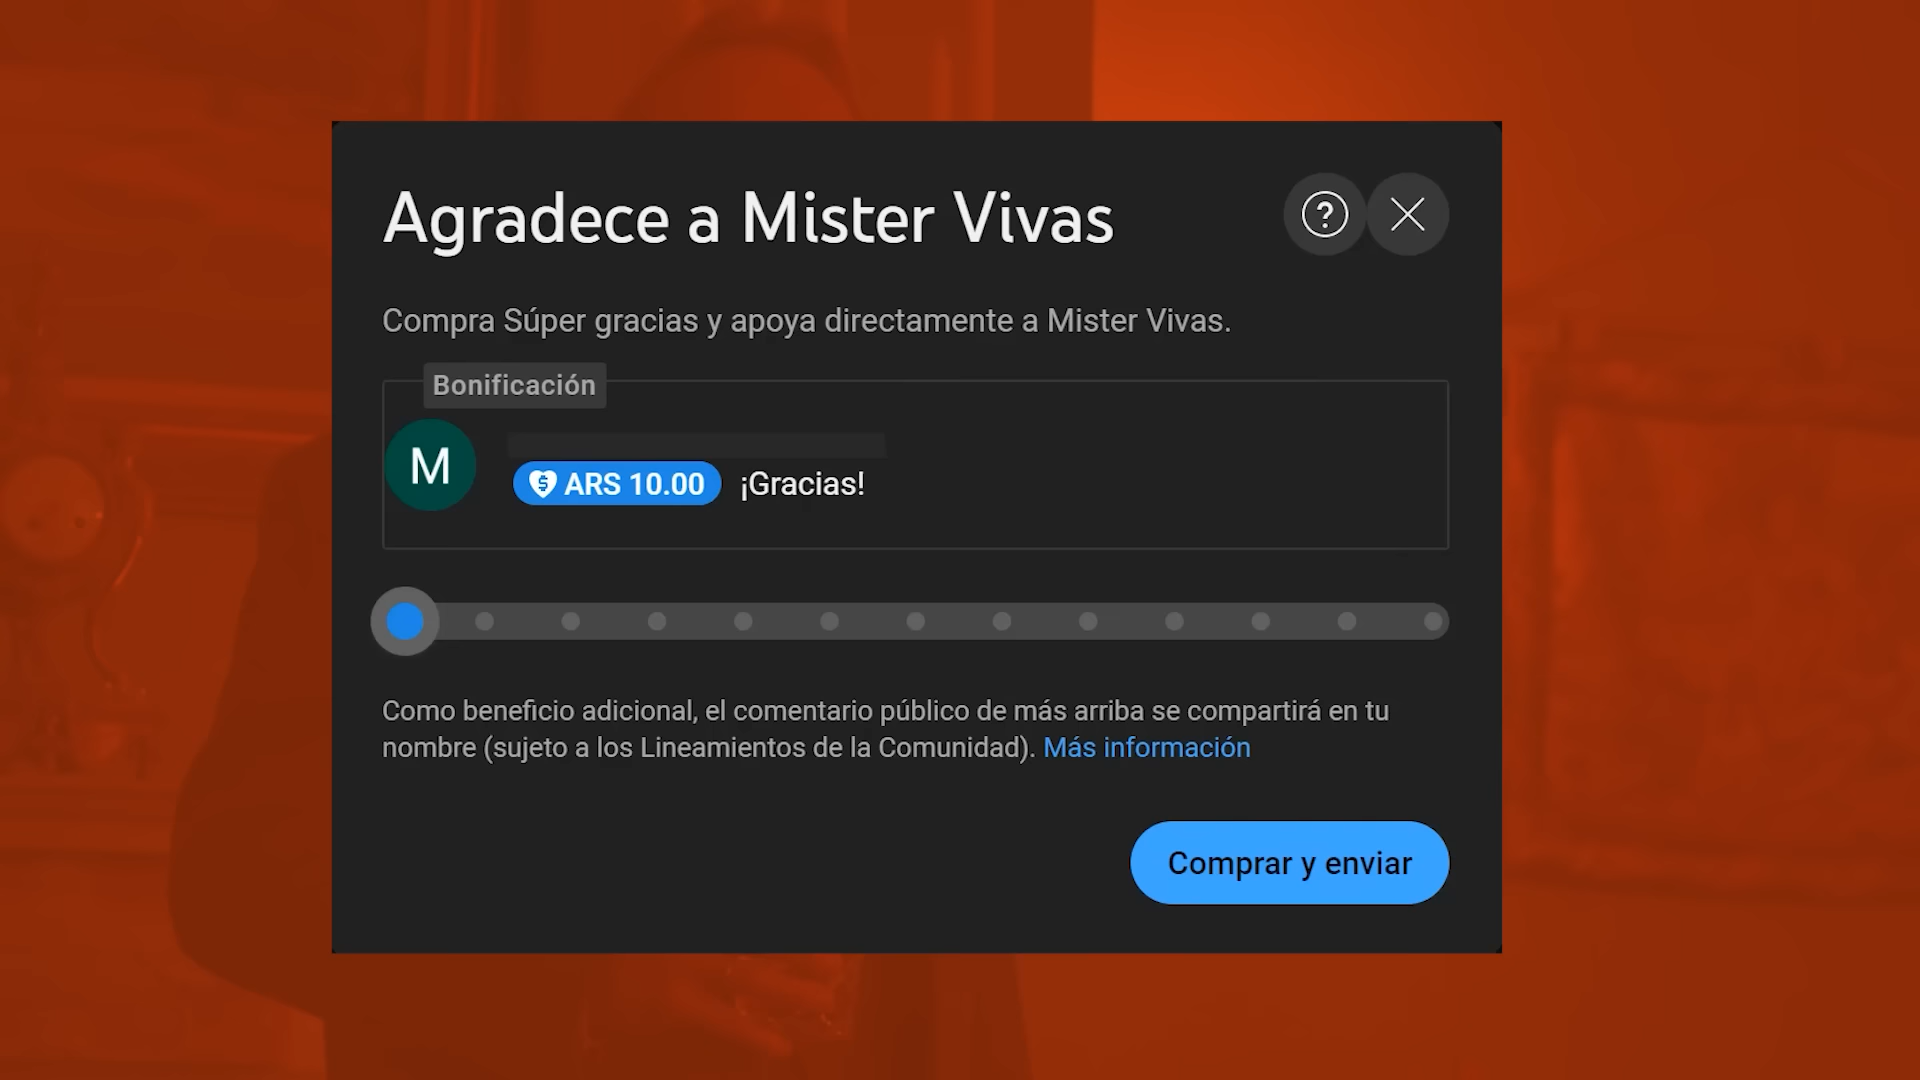 Agradece a Mister Vivas
?
Compra Súper gracias y apoya directamente a Mister Vivas.
Bonificación
M
$ ARS 10.00 ¡Gracias!
Como beneficio adicional, el comentario público de más arriba se compartirá en tu
nombre (sujeto a los Lineamientos de la Comunidad). Más información
Comprar y enviar